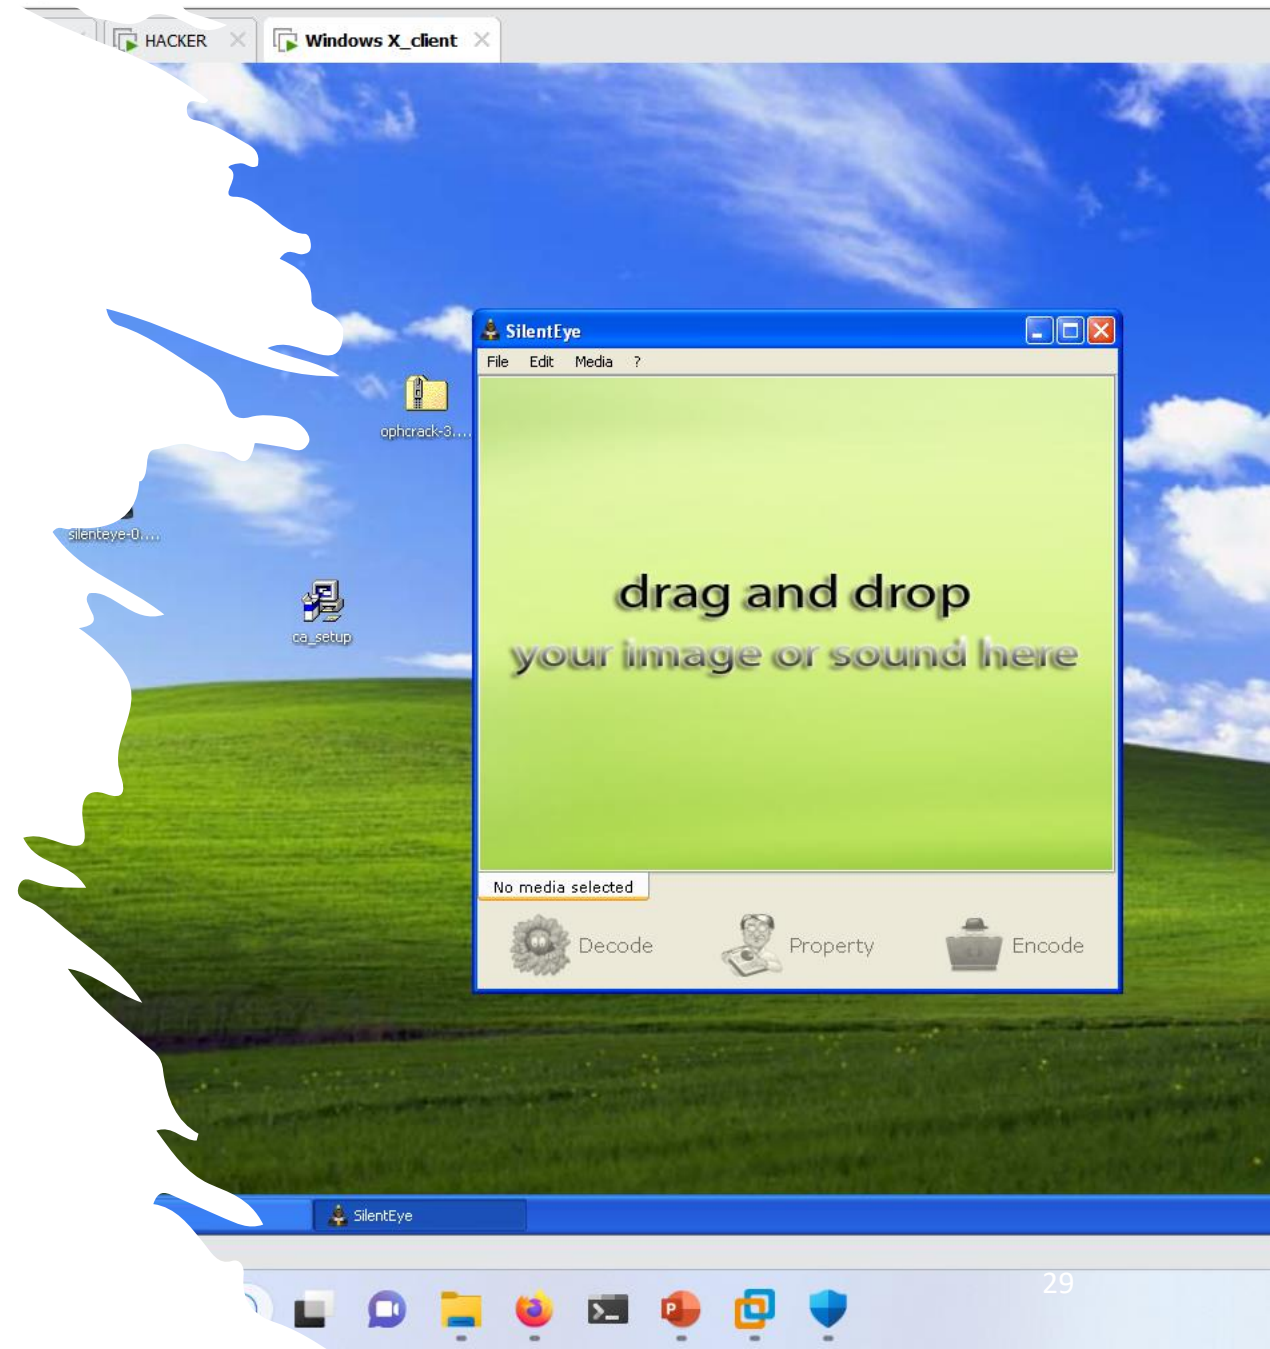 HACKER
Windows X_client
SilentEye
File Edit Media ?
ophcrack-3....
drag and drop
silenteye-0....
your image or sound here
ca_setup
No media selected
Decode Property Encode
SilentEye
29